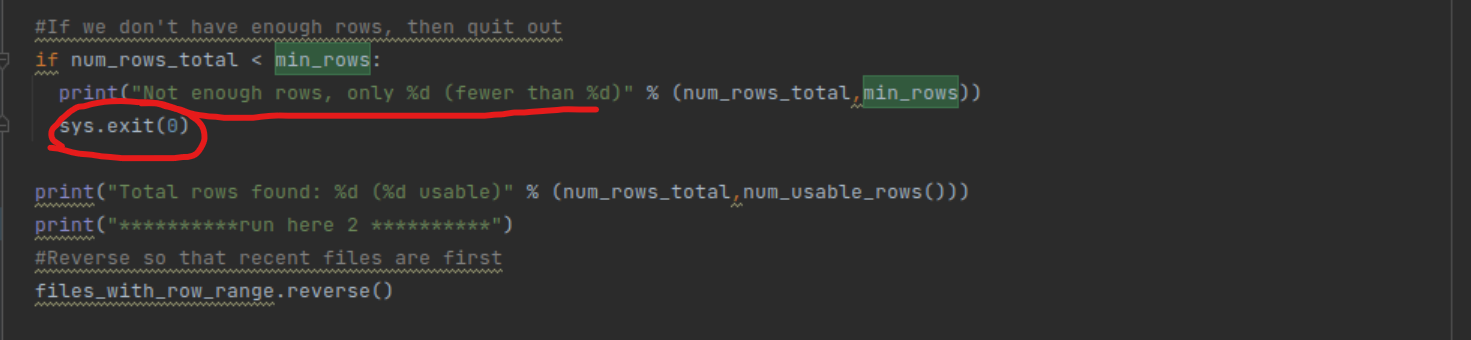 #If we don't have enough rows, then quit out
if num_rows_total < min_rows:
  print("Not enough rows, only %d (fewer than %d)" % (num_rows_total,min_rows))
  sys.exit(0)
print("Total rows found: %d (%d usable)" % (num_rows_total,num_usable_rows()))
print("**********run here 2 **********")
#Reverse so that recent files are first
files_with_row_range.reverse()